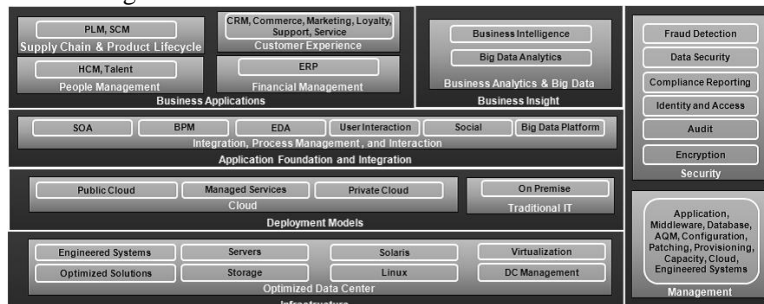 PLM, SCM
Supply Chain & Product Lifecycle
CRM, Commerce, Marketing, Loyalty,
Support, Service
Customer Experience
HCM, Talent
People Management
ERP
Financial Management
Business Applications
Business Intelligence
Big Data Analytics
Business Analytics & Big Data
Business Insight
SOA
BPM
EDA
User Interaction
Social
Big Data Platform
Integration, Process Management, and Interaction
Application Foundation and Integration
Public Cloud
Managed Services
Private Cloud
Cloud
On Premise
Traditional IT
Deployment Models
Engineered Systems
Servers
Solaris
Virtualization
Optimized Solutions
Storage
Linux
DC Management
Optimized Data Center
Infrastructure
Fraud Detection
Data Security
Compliance Reporting
Identity and Access
Audit
Encryption
Security
Application,
Middleware, Database,
AQM, Configuration,
Patching, Provisioning,
Capacity, Cloud,
Engineered Systems
Management